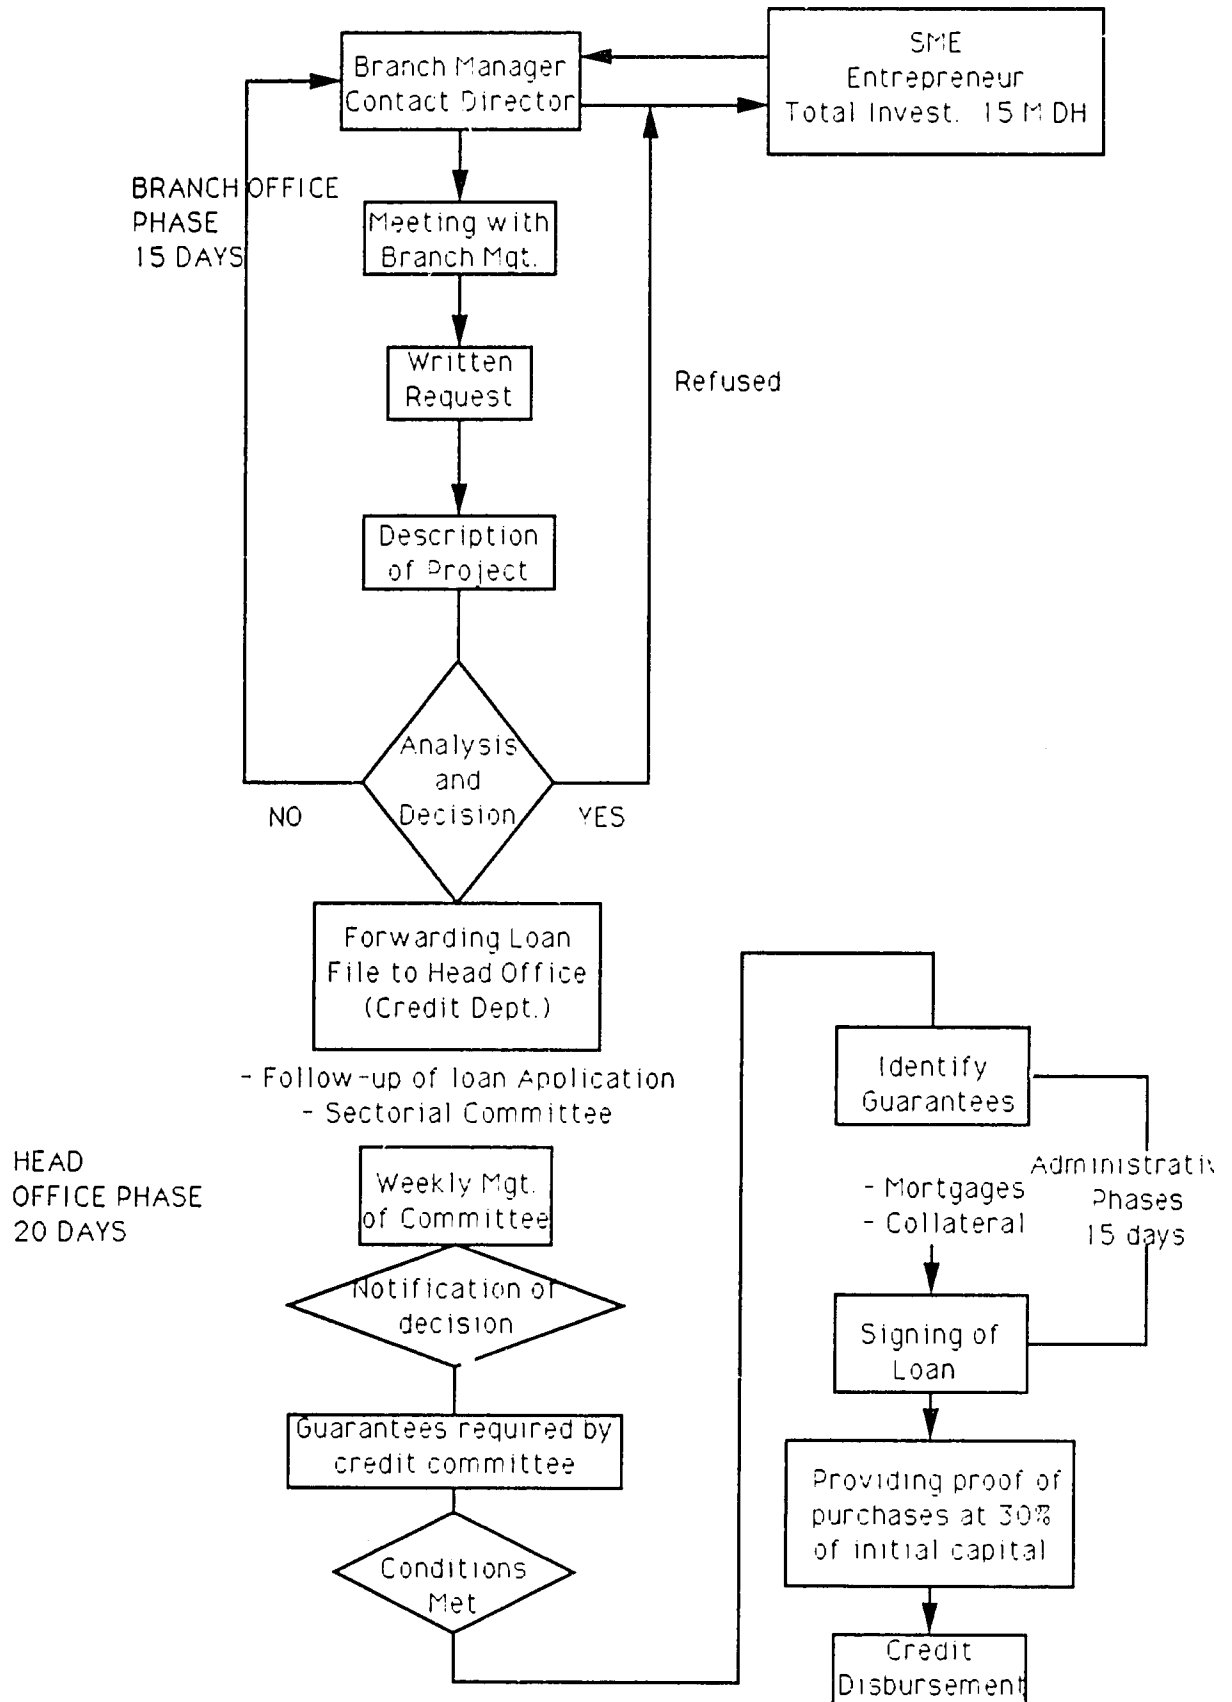 Branch Manager
Contact Director
SME
Entrepreneur
Total Invest. 15 M DH
BRANCH OFFICE
PHASE
15 DAYS
Meeting with
Branch Mgt.
Written
Request
Refused
Description
of Project
Analysis
and
Decision
NO
YES
Forwarding Loan
File to Head Office
(Credit Dept.)
- Follow-up of loan Application
- Sectorial Committee
HEAD
OFFICE PHASE
20 DAYS
Weekly Mgt.
of Committee
Notification of
decision
Guarantees required by
credit committee
Conditions
Met
Identify
Guarantees
Administrativ
Phases
15 days
- Mortgages
- Collateral
Signing of
Loan
Providing proof of
purchases at 30%
of initial capital
Credit
Disbursement